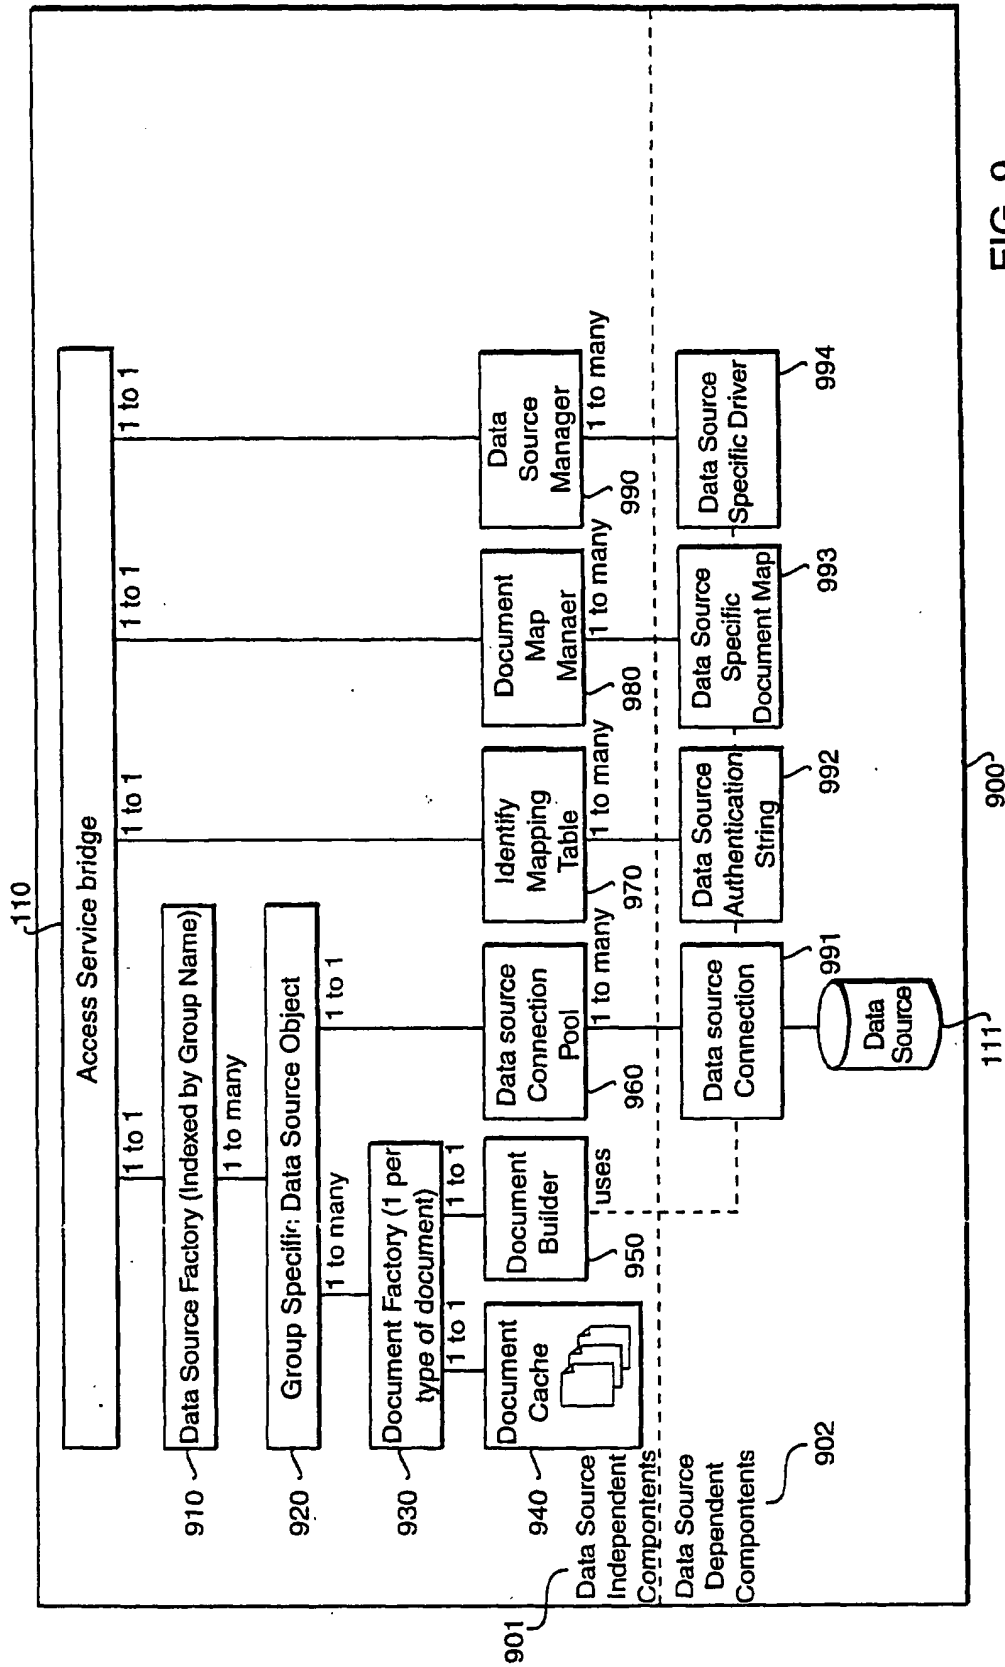 110
Access Service bridge
1 to 1
1 to 1
1 to 1
1 to 1
910
Data Source Factory (Indexed by Group Name)
1 to many
920
Group Specific Data Source Object
1 to many
1 to 1
930
Document Factory (1 per
type of document)
1 to 1
1 to 1
940
Document
Cache
Document
Builder
950
uses
Data source
Connection
Pool
960
1 to many
Identify
Mapping
Table
970
1 to many
Document
Map
Manaer
980
1 to many
Data
Source
Manager
990
1 to many
901
Data Source
Independent
Compontents
Data Source
Dependent
Compontents
902
Data source
Connection
991
Data Source
Authentication
String
992
Data Source
Specific
Document Map
993
Data Source
Specific Driver
994
Data
Source
111
900
FIG. 9